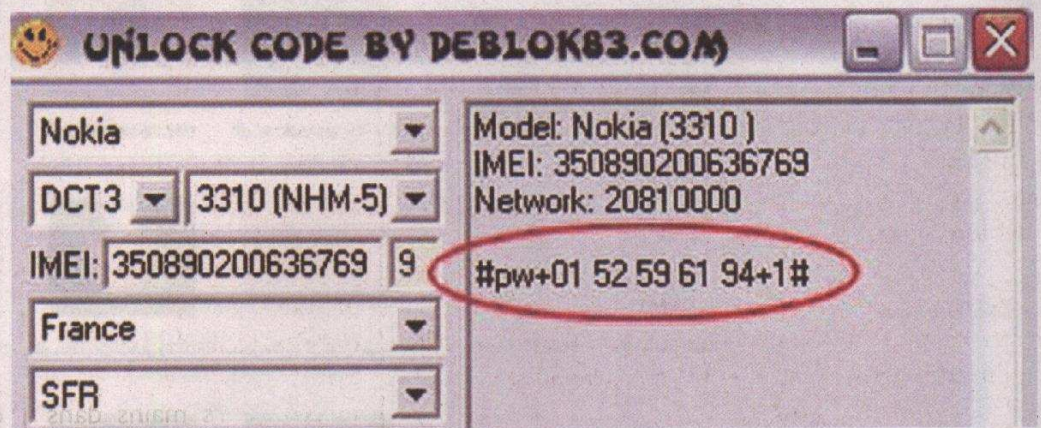 UNLOCK CODE BY DEBLOK83.COM
Nokia
DCT3 3310 (NHM-5)
IMEI: 350890200636769 9
France
SFR
Model: Nokia (3310 )
IMEI: 350890200636769
Network: 20810000
#pw+01 52 59 61 94+1#